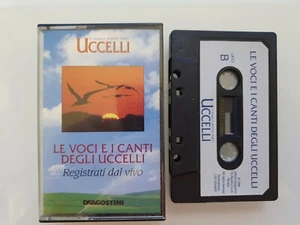 UCCELLI
LE VOCI E I CANTI
DEGLI UCCELLI
Registrati dal vivo
DEAGOSTINI
B
UCCELLI
LE VOCI E I CANTI DEGLI UCCELLI